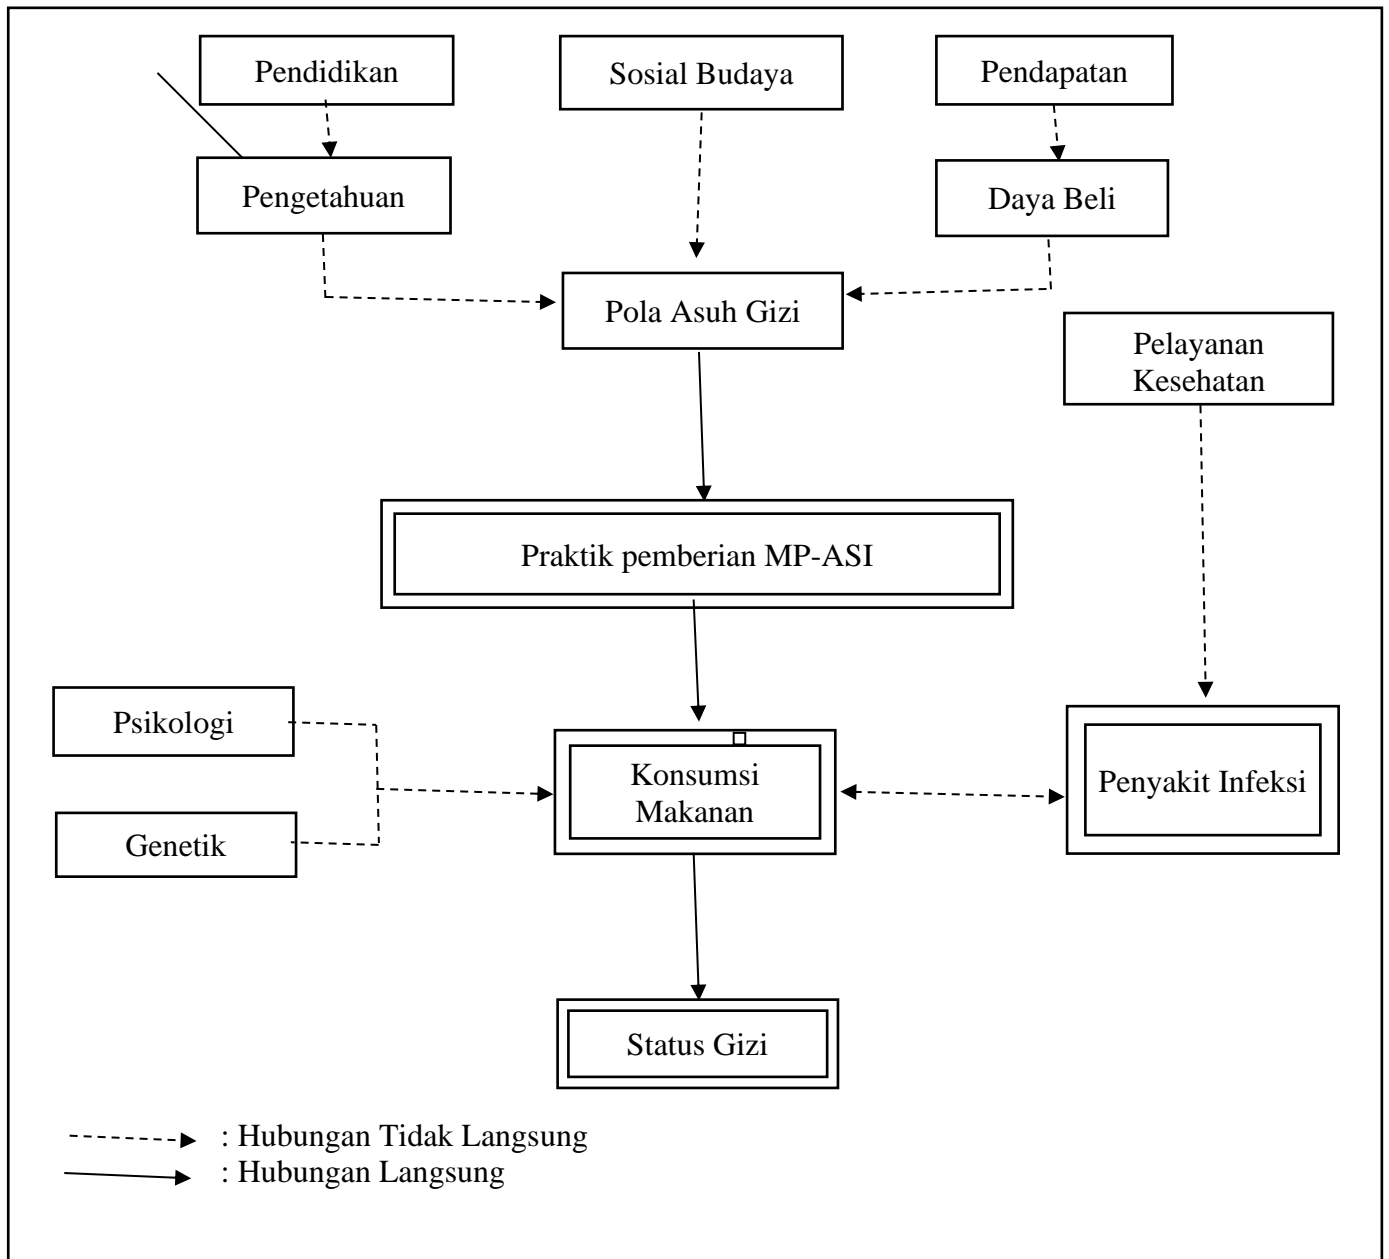 Pendidikan
Sosial Budaya
Pendapatan
Pengetahuan
Daya Beli
Pola Asuh Gizi
Pelayanan
Kesehatan
Praktik pemberian MP-ASI
Psikologi
Konsumsi
Makanan
Penyakit Infeksi
Genetik
Status Gizi
: Hubungan Tidak Langsung
: Hubungan Langsung